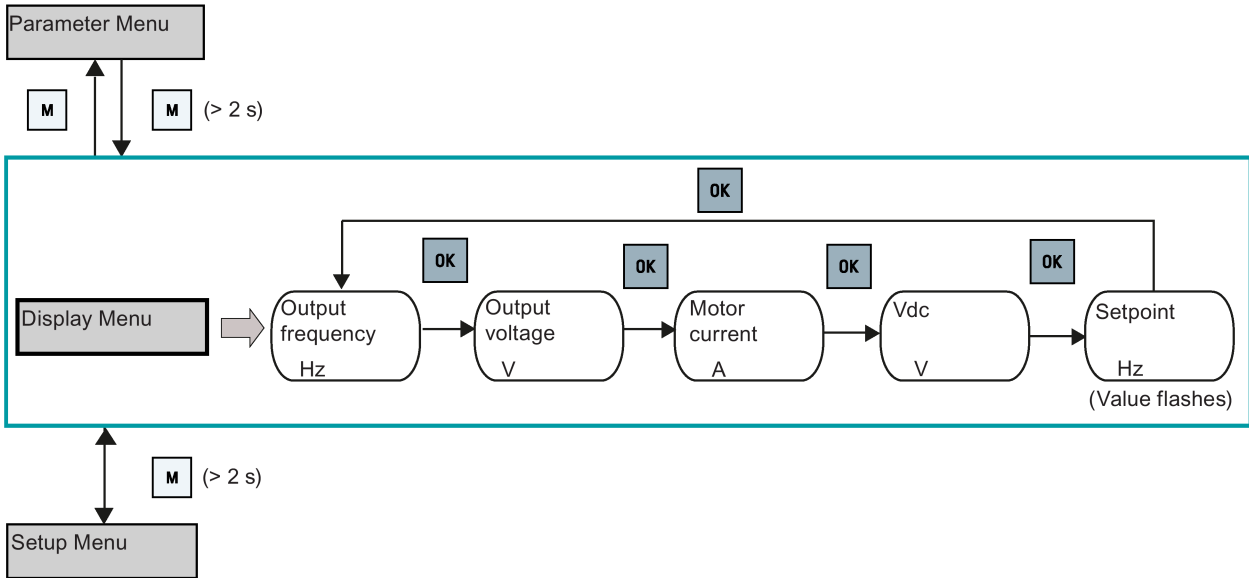 Parameter Menu
M
M (> 2 s)
OK
OK
OK
OK
OK
Display Menu
Output
frequency
Hz
Output
voltage
V
Motor
current
A
Vdc
V
Setpoint
Hz
(Value flashes)
M (> 2 s)
Setup Menu